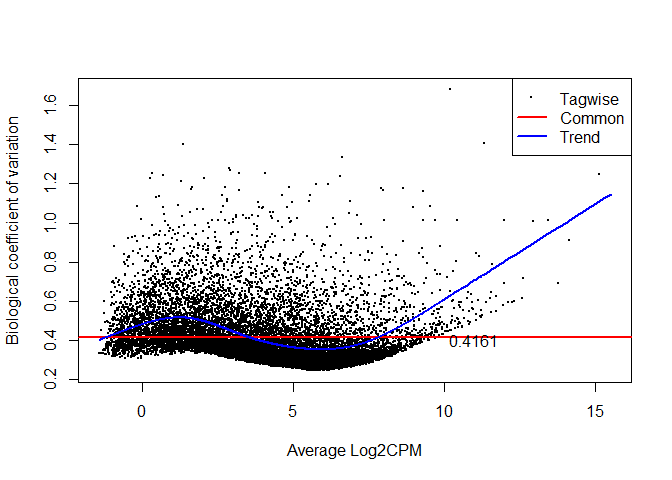 Tagwise
Common
Trend
Biological coefficient of variation
1.6
1.4
1.2
1.0
0.8
0.6
0.4
0.2
0.4161
0 5 10 15
Average Log2CPM